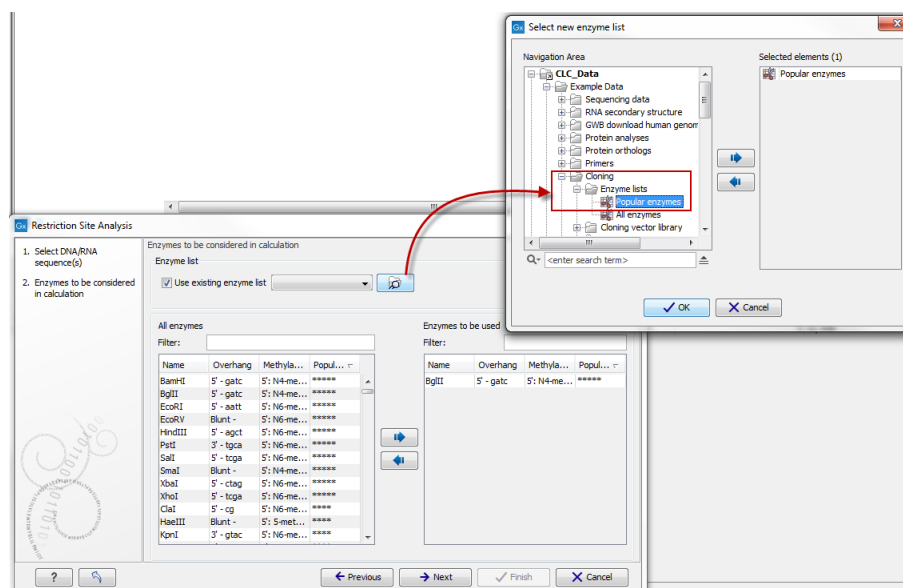 Select new enzyme list
Navigation Area
CLC_Data
Example Data
Sequencing data
RNA secondary structure
GWB download human genom
Protein analyses
Protein orthologs
Primers
Cloning
Enzyme lists
Popular enzymes
All enzymes
Cloning vector library
<enter search term>
Selected elements (1)
Popular enzymes
OK Cancel
Restriction Site Analysis
1. Select DNA/RNA
sequence(s)
2. Enzymes to be considered
in calculation
Enzymes to be considered in calculation
Enzyme list
Use existing enzyme list
All enzymes
Filter:
Name Overhang Methyla... Popul...
BamHI 5' - gatc 5': N4-me... *****
BglII 5' - gatc 5': N4-me... *****
EcoRI 5' - aatt 5': N6-me... *****
EcoRV Blunt - 5': N6-me... *****
HindIII 5' - agct 5': N6-me... *****
PstI 3' - tgca 5': N6-me... *****
SalI 5' - tcga 5': N6-me... *****
SmaI Blunt - 5': N4-me... *****
XbaI 5' - ctag 5': N6-me... *****
XhoI 5' - tcga 5': N6-me... *****
ClaI 5' - cg 5': N6-me... ****
HaeIII Blunt - 5': 5-met... ****
KpnI 3' - gtac 5': N6-me... ****
Enzymes to be used
Filter:
Name Overhang Methyla... Popul...
BglII 5' - gatc 5': N4-me... *****
? Previous Next Finish Cancel